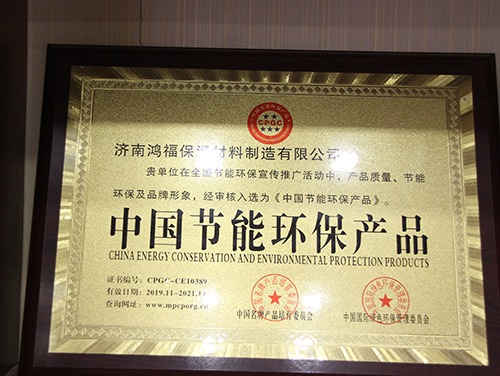 CPGC
济南鸿福保温材料制造有限公司
贵单位在全国节能环保宣传推广活动中，产品质量、节能
环保及品牌形象，经审核入选为《中国节能环保产品》。
中国节能环保产品
CHINA ENERGY CONSERVATION AND ENVIRONMENTAL PROTECTION PRODUCTS
证书编号：CPGC-CE10389
有效日期：2019.11-2021.11
查询网址：www.mpcporg.cn
中国名牌产品培育委员会
中国国际绿色环保管理委员会